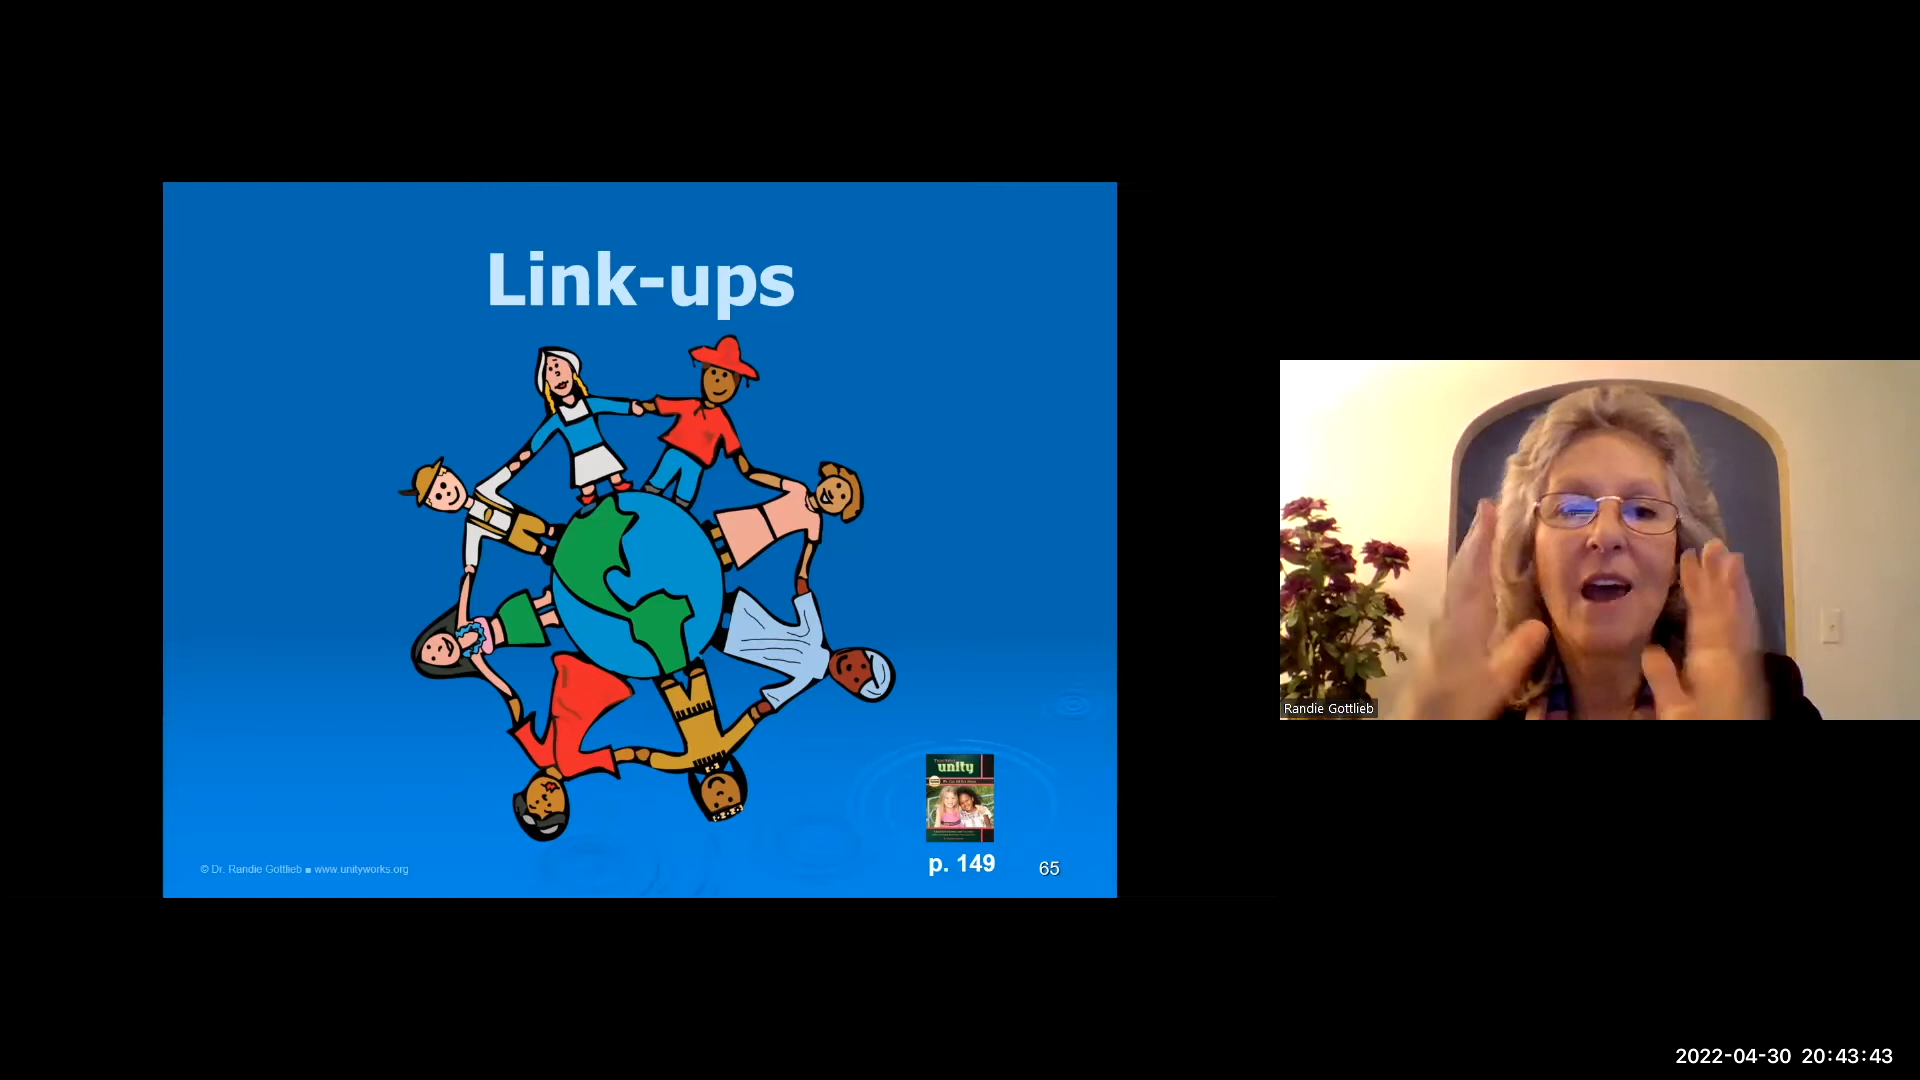 Link-ups
Teaching
unity
p. 149
65
© Dr. Randie Gottlieb ■ www.unityworks.org
Randie Gottlieb
2022-04-30 20:43:43